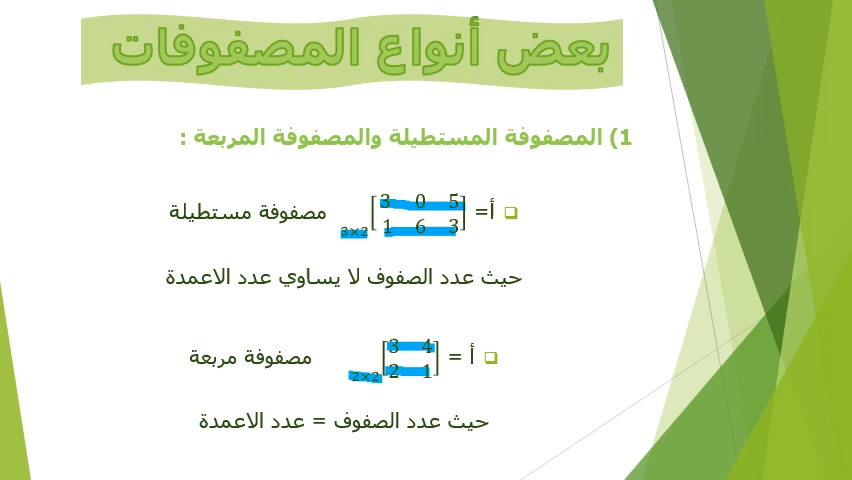 بعض أنواع المصفوفات
1) المصفوفة المستطيلة والمصفوفة المربعة :
أ= [3 0 5 3×2 مصفوفة مستطيلة
1 6 3]
حيث عدد الصفوف لا يساوي عدد الاعمدة
أ = [3 4 2×2 مصفوفة مربعة
2 1]
حيث عدد الصفوف = عدد الاعمدة